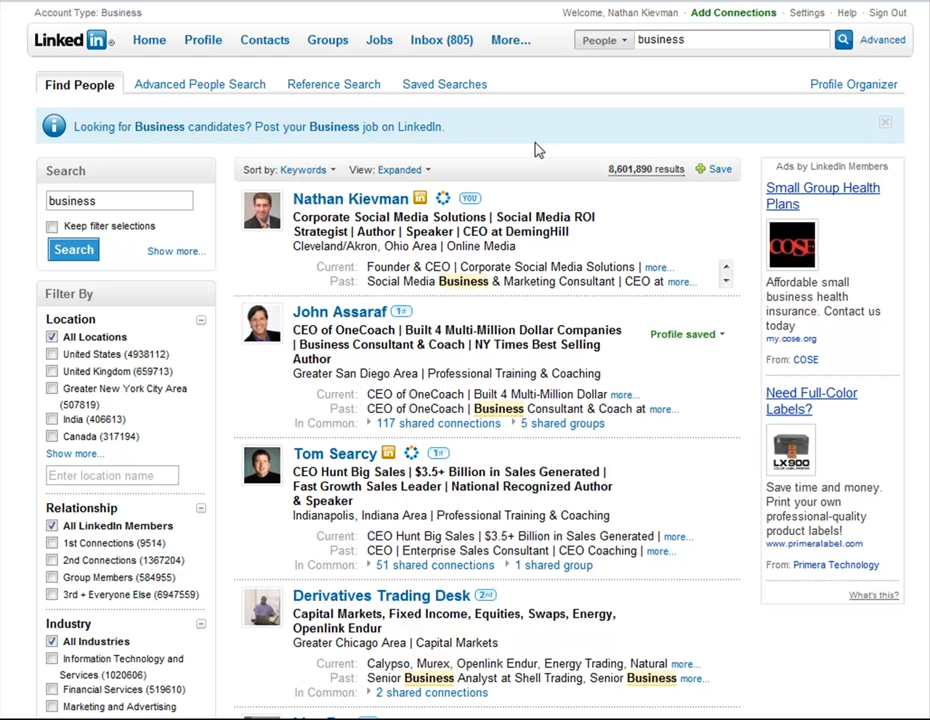 Account Type: Business
Welcome, Nathan Kievman · Add Connections · Settings · Help · Sign Out
Linked in ® Home Profile Contacts Groups Jobs Inbox (805) More... People business Advanced
Find People Advanced People Search Reference Search Saved Searches Profile Organizer
Looking for Business candidates? Post your Business job on LinkedIn.
Search
business
Keep filter selections
Search Show more...
Filter By
Location
All Locations
United States (4938112)
United Kingdom (659713)
Greater New York City Area
(507819)
India (406613)
Canada (317194)
Show more...
Enter location name
Relationship
All LinkedIn Members
1st Connections (9514)
2nd Connections (1367204)
Group Members (584955)
3rd + Everyone Else (6947559)
Industry
All Industries
Information Technology and
Services (1020606)
Financial Services (519610)
Marketing and Advertising
Sort by: Keywords View: Expanded 8,601,890 results Save
Nathan Kievman in YOU
Corporate Social Media Solutions | Social Media ROI
Strategist | Author | Speaker | CEO at DemingHill
Cleveland/Akron, Ohio Area | Online Media
Current: Founder & CEO | Corporate Social Media Solutions | more...
Past: Social Media Business & Marketing Consultant | CEO at more...
John Assaraf 1st
CEO of OneCoach | Built 4 Multi-Million Dollar Companies
| Business Consultant & Coach | NY Times Best Selling
Author
Profile saved
Greater San Diego Area | Professional Training & Coaching
Current: CEO of OneCoach | Built 4 Multi-Million Dollar more...
Past: CEO of OneCoach | Business Consultant & Coach at more...
In Common: 117 shared connections 5 shared groups
Tom Searcy in 1st
CEO Hunt Big Sales | $3.5+ Billion in Sales Generated |
Fast Growth Sales Leader | National Recognized Author
& Speaker
Indianapolis, Indiana Area | Professional Training & Coaching
Current: CEO Hunt Big Sales | $3.5+ Billion in Sales Generated | more...
Past: CEO | Enterprise Sales Consultant | CEO Coaching | more...
In Common: 51 shared connections 1 shared group
Derivatives Trading Desk 2nd
Capital Markets, Fixed Income, Equities, Swaps, Energy,
Openlink Endur
Greater Chicago Area | Capital Markets
Current: Calypso, Murex, Openlink Endur, Energy Trading, Natural more...
Past: Senior Business Analyst at Shell Trading, Senior Business more...
In Common: 2 shared connections
Ads by LinkedIn Members
Small Group Health
Plans
COSE
Affordable small
business health
insurance. Contact us
today
my.cose.org
From: COSE
Need Full-Color
Labels?
LX900
Save time and money.
Print your own
professional-quality
product labels!
www.primeralabel.com
From: Primera Technology
What's this?